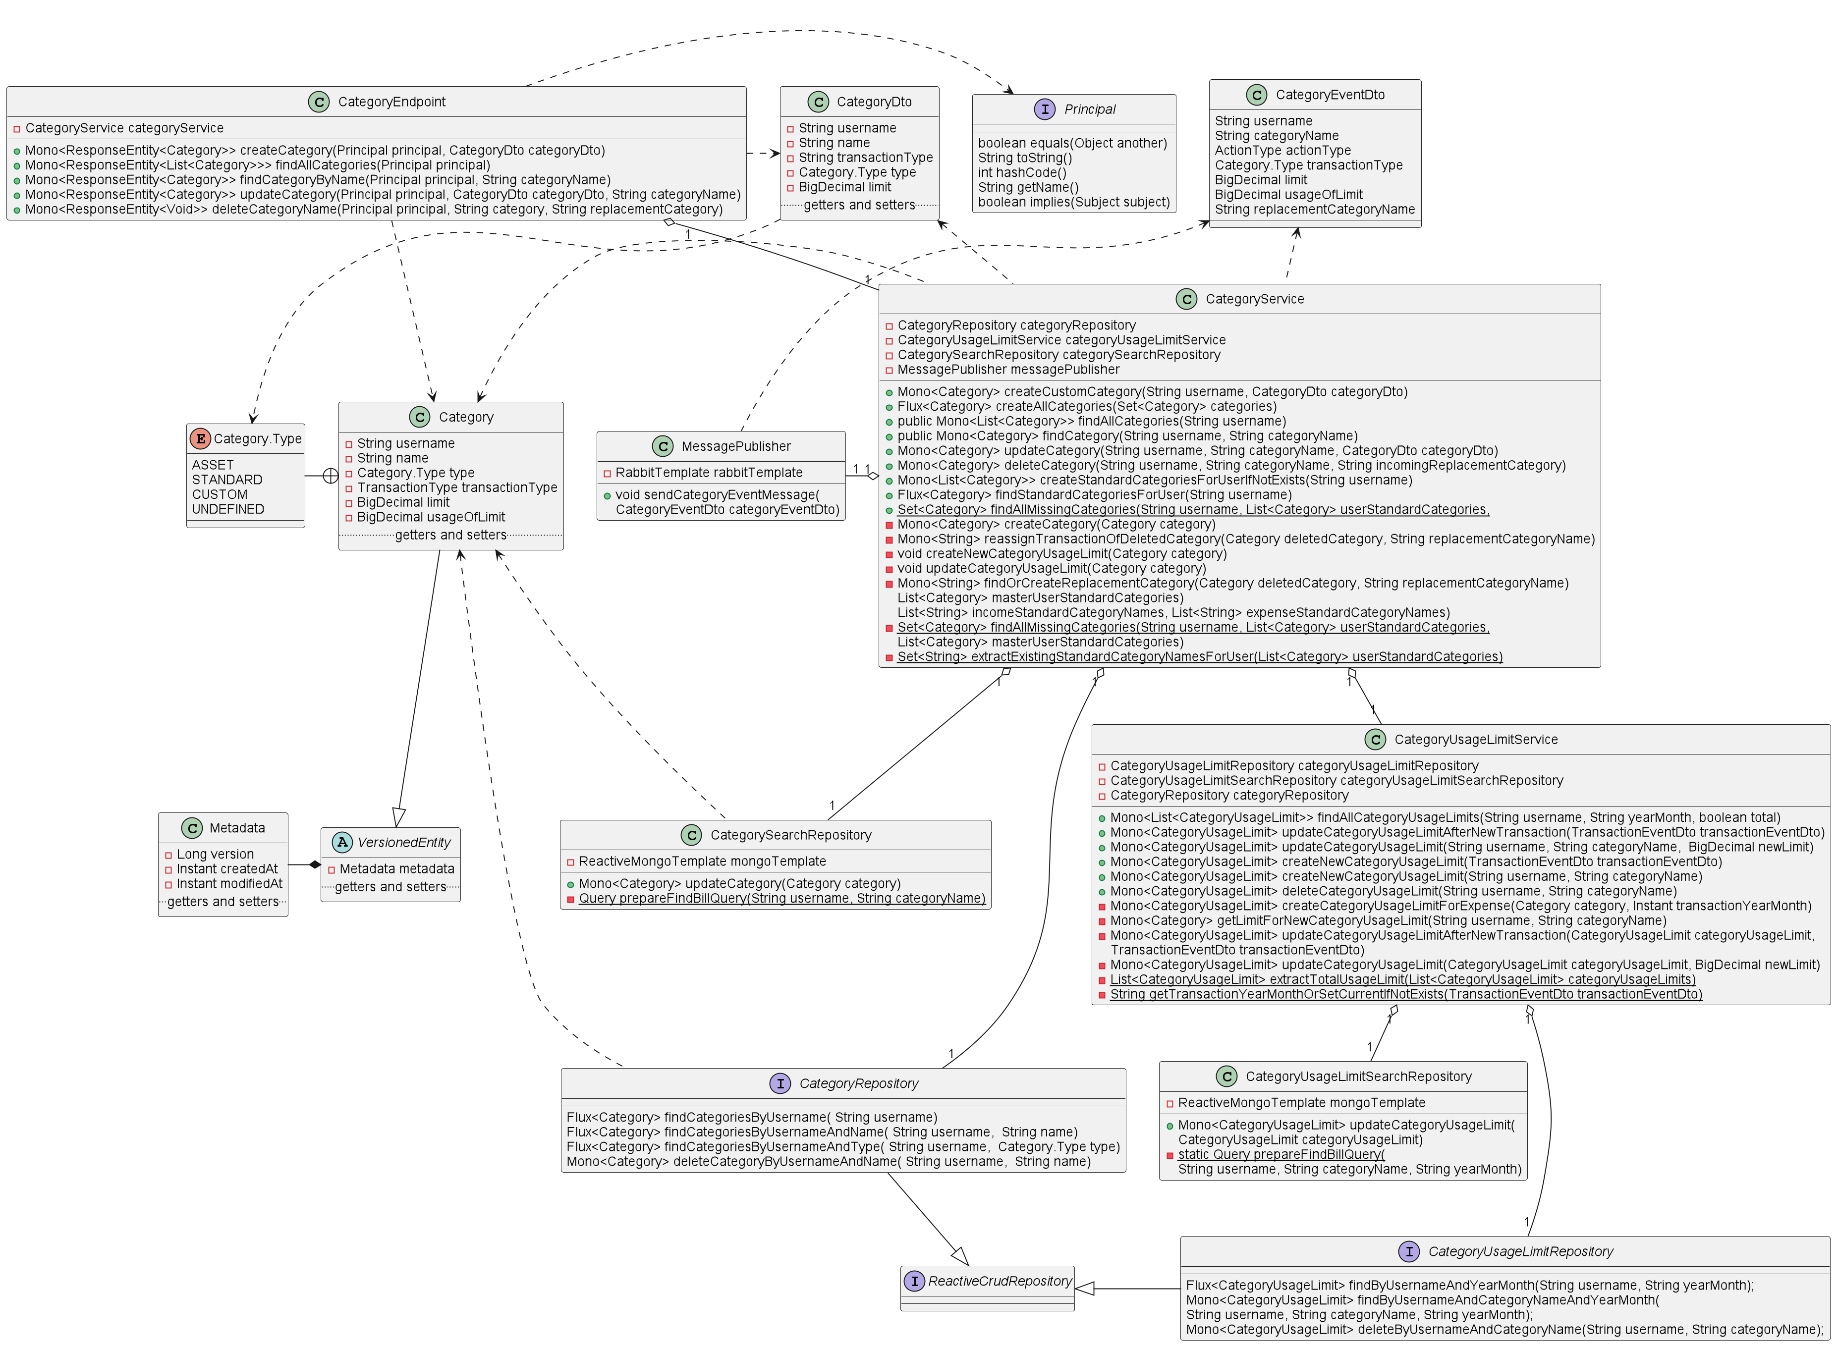 C CategoryEndpoint
CategoryService categoryService
Mono<ResponseEntity<Category>> createCategory(Principal principal, CategoryDto categoryDto)
Mono<ResponseEntity<List<Category>>> findAllCategories(Principal principal)
Mono<ResponseEntity<Category>> findCategoryByName(Principal principal, String categoryName)
Mono<ResponseEntity<Category>> updateCategory(Principal principal, CategoryDto categoryDto, String categoryName)
Mono<ResponseEntity<Void>> deleteCategoryName(Principal principal, String category, String replacementCategory)
C CategoryDto
String username
String name
String transactionType
Category.Type type
BigDecimal limit
getters and setters
I Principal
boolean equals(Object another)
String toString()
int hashCode()
String getName()
boolean implies(Subject subject)
C CategoryEventDto
String username
String categoryName
ActionType actionType
Category.Type transactionType
BigDecimal limit
BigDecimal usageOfLimit
String replacementCategoryName
1
1
C CategoryService
CategoryRepository categoryRepository
CategoryUsageLimitService categoryUsageLimitService
CategorySearchRepository categorySearchRepository
MessagePublisher messagePublisher
Mono<Category> createCustomCategory(String username, CategoryDto categoryDto)
Flux<Category> createAllCategories(Set<Category> categories)
public Mono<List<Category>> findAllCategories(String username)
public Mono<Category> findCategory(String username, String categoryName)
Mono<Category> updateCategory(String username, String categoryName, CategoryDto categoryDto)
Mono<Category> deleteCategory(String username, String categoryName, String incomingReplacementCategory)
Mono<List<Category>> createStandardCategoriesForUserIfNotExists(String username)
Flux<Category> findStandardCategoriesForUser(String username)
Set<Category> findAllMissingCategories(String username, List<Category> userStandardCategories,
Mono<Category> createCategory(Category category)
Mono<String> reassignTransactionOfDeletedCategory(Category deletedCategory, String replacementCategoryName)
void createNewCategoryUsageLimit(Category category)
void updateCategoryUsageLimit(Category category)
Mono<String> findOrCreateReplacementCategory(Category deletedCategory, String replacementCategoryName)
List<Category> masterUserStandardCategories)
List<String> incomeStandardCategoryNames, List<String> expenseStandardCategoryNames)
Set<Category> findAllMissingCategories(String username, List<Category> userStandardCategories,
List<Category> masterUserStandardCategories)
Set<String> extractExistingStandardCategoryNamesForUser(List<Category> userStandardCategories)
E Category.Type
ASSET
STANDARD
CUSTOM
UNDEFINED
C Category
String username
String name
Category.Type type
TransactionType transactionType
BigDecimal limit
BigDecimal usageOfLimit
getters and setters
C MessagePublisher
RabbitTemplate rabbitTemplate
void sendCategoryEventMessage(
CategoryEventDto categoryEventDto)
1 1
1
1
1
1
C CategoryUsageLimitService
CategoryUsageLimitRepository categoryUsageLimitRepository
CategoryUsageLimitSearchRepository categoryUsageLimitSearchRepository
CategoryRepository categoryRepository
Mono<List<CategoryUsageLimit>> findAllCategoryUsageLimits(String username, String yearMonth, boolean total)
Mono<CategoryUsageLimit> updateCategoryUsageLimitAfterNewTransaction(TransactionEventDto transactionEventDto)
Mono<CategoryUsageLimit> updateCategoryUsageLimit(String username, String categoryName,  BigDecimal newLimit)
Mono<CategoryUsageLimit> createNewCategoryUsageLimit(TransactionEventDto transactionEventDto)
Mono<CategoryUsageLimit> createNewCategoryUsageLimit(String username, String categoryName)
Mono<CategoryUsageLimit> deleteCategoryUsageLimit(String username, String categoryName)
Mono<CategoryUsageLimit> createCategoryUsageLimitForExpense(Category category, Instant transactionYearMonth)
Mono<Category> getLimitForNewCategoryUsageLimit(String username, String categoryName)
Mono<CategoryUsageLimit> updateCategoryUsageLimitAfterNewTransaction(CategoryUsageLimit categoryUsageLimit,
TransactionEventDto transactionEventDto)
Mono<CategoryUsageLimit> updateCategoryUsageLimit(CategoryUsageLimit categoryUsageLimit, BigDecimal newLimit)
List<CategoryUsageLimit> extractTotalUsageLimit(List<CategoryUsageLimit> categoryUsageLimits)
String getTransactionYearMonthOrSetCurrentIfNotExists(TransactionEventDto transactionEventDto)
C Metadata
Long version
Instant createdAt
Instant modifiedAt
getters and setters
A VersionedEntity
Metadata metadata
getters and setters
1
C CategorySearchRepository
ReactiveMongoTemplate mongoTemplate
Mono<Category> updateCategory(Category category)
Query prepareFindBillQuery(String username, String categoryName)
1
1
1
1
C CategoryUsageLimitSearchRepository
ReactiveMongoTemplate mongoTemplate
Mono<CategoryUsageLimit> updateCategoryUsageLimit(
CategoryUsageLimit categoryUsageLimit)
static Query prepareFindBillQuery(
String username, String categoryName, String yearMonth)
I CategoryRepository
Flux<Category> findCategoriesByUsername( String username)
Flux<Category> findCategoriesByUsernameAndName( String username,  String name)
Flux<Category> findCategoriesByUsernameAndType( String username,  Category.Type type)
Mono<Category> deleteCategoryByUsernameAndName( String username,  String name)
1
I ReactiveCrudRepository
I CategoryUsageLimitRepository
Flux<CategoryUsageLimit> findByUsernameAndYearMonth(String username, String yearMonth);
Mono<CategoryUsageLimit> findByUsernameAndCategoryNameAndYearMonth(
String username, String categoryName, String yearMonth);
Mono<CategoryUsageLimit> deleteByUsernameAndCategoryName(String username, String categoryName);